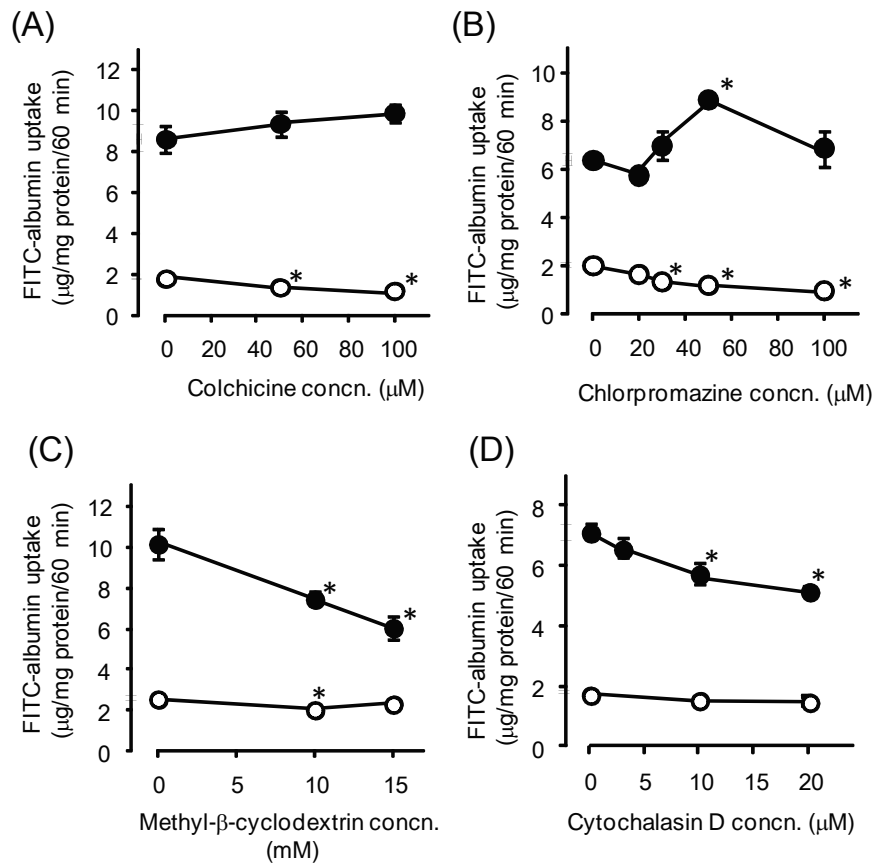 (A)
FITC-albumin uptake
(μg/mg protein/60 min)
12
10
8
6
4
2
0
*
*
0 20 40 60 80 100
Colchicine concn. (μM)
(B)
FITC-albumin uptake
(μg/mg protein/60 min)
10
8
6
4
2
0
*
* * *
0 20 40 60 80 100
Chlorpromazine concn. (μM)
(C)
FITC-albumin uptake
(μg/mg protein/60 min)
12
10
8
6
4
2
0
*
*
*
0 5 10 15
Methyl-β-cyclodextrin concn.
(mM)
(D)
FITC-albumin uptake
(μg/mg protein/60 min)
8
6
4
2
0
*
*
0 5 10 15 20
Cytochalasin D concn. (μM)